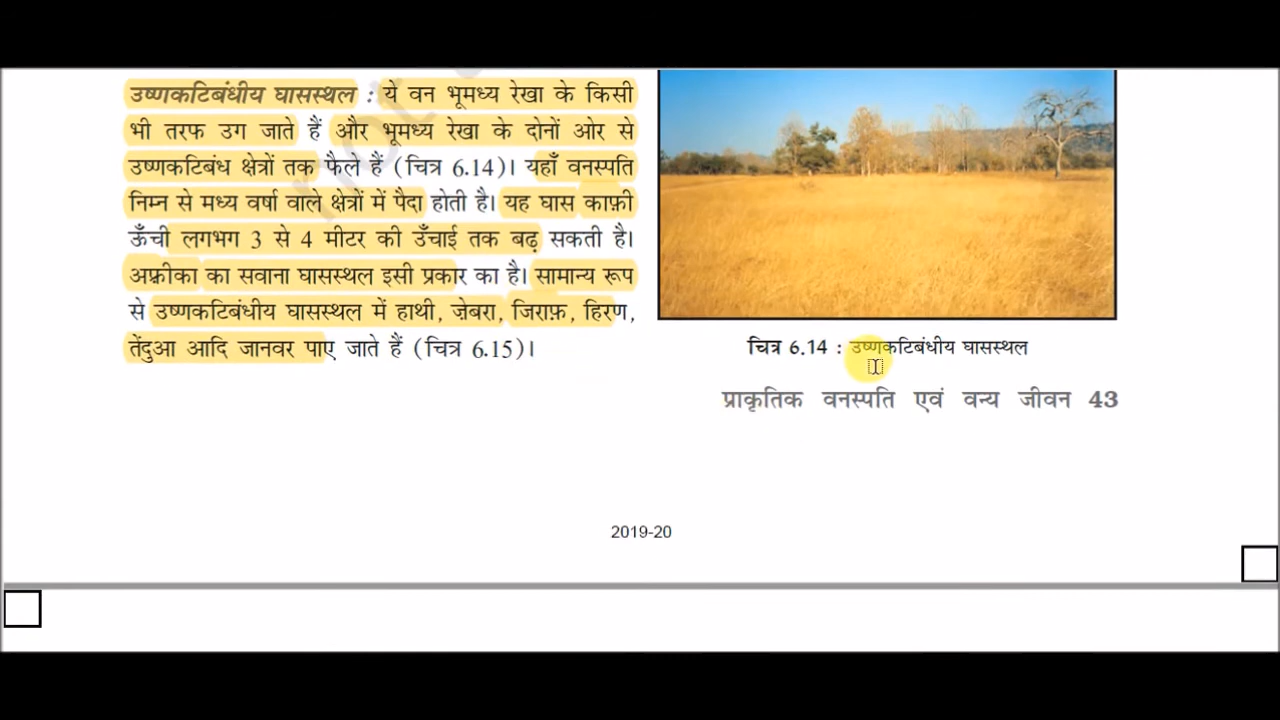 उष्णकटिबंधीय घासस्थल : ये वन भूमध्य रेखा के किसी
भी तरफ उग जाते हैं और भूमध्य रेखा के दोनों ओर से
उष्णकटिबंध क्षेत्रों तक फैले हैं (चित्र 6.14)। यहाँ वनस्पति
निम्न से मध्य वर्षा वाले क्षेत्रों में पैदा होती है। यह घास काफ़ी
ऊँची लगभग 3 से 4 मीटर की उँचाई तक बढ़ सकती है।
अफ़्रीका का सवाना घासस्थल इसी प्रकार का है। सामान्य रूप
से उष्णकटिबंधीय घासस्थल में हाथी, ज़ेबरा, जिराफ़, हिरण,
तेंदुआ आदि जानवर पाए जाते हैं (चित्र 6.15)।
चित्र 6.14 : उष्णकटिबंधीय घासस्थल
प्राकृतिक वनस्पति एवं वन्य जीवन 43
2019-20